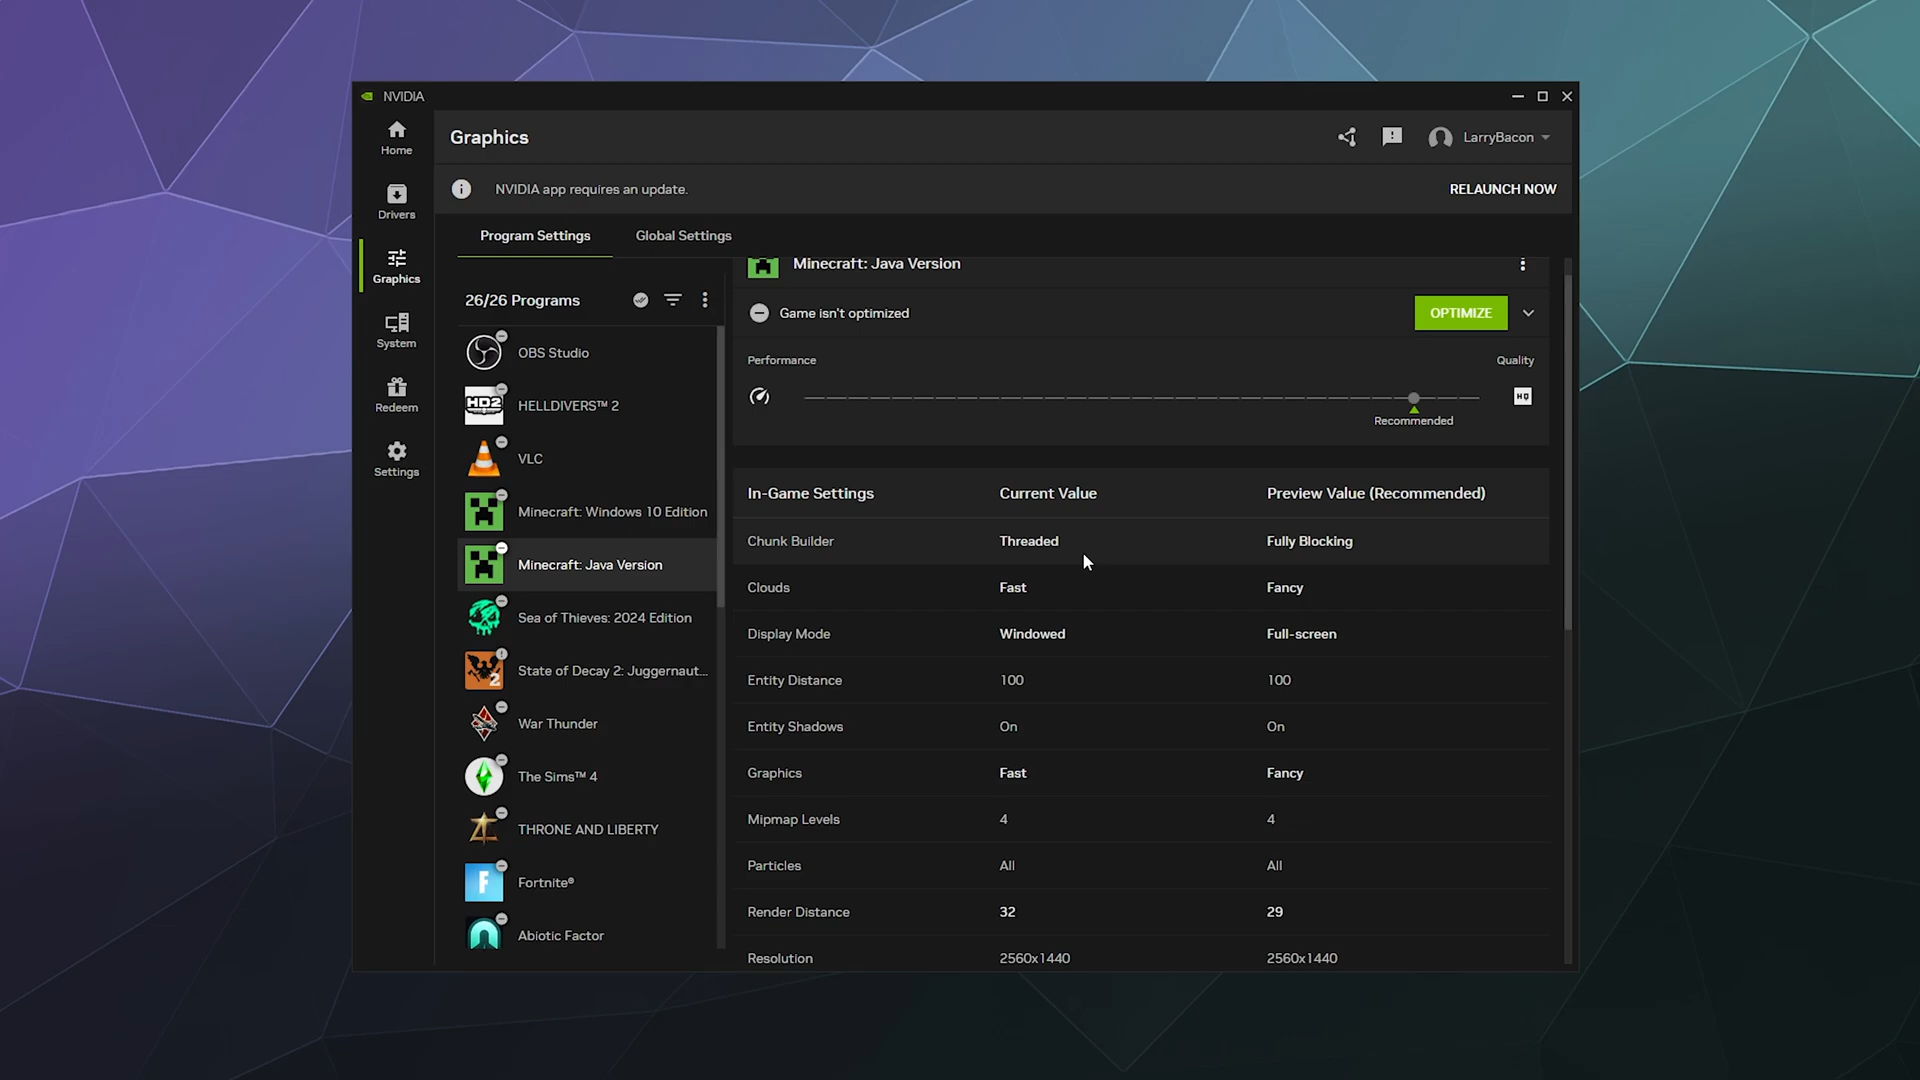 NVIDIA
Home
Drivers
Graphics
System
Redeem
Settings
Graphics
LarryBacon
NVIDIA app requires an update.
RELAUNCH NOW
Program Settings
Global Settings
26/26 Programs
OBS Studio
HD2
HELLDIVERS™ 2
VLC
Minecraft: Windows 10 Edition
Minecraft: Java Version
Sea of Thieves: 2024 Edition
2
State of Decay 2: Juggernaut...
War Thunder
The Sims™ 4
THRONE AND LIBERTY
F
Fortnite®
Abiotic Factor
Minecraft: Java Version
Game isn't optimized
OPTIMIZE
Performance
Quality
HQ
Recommended
In-Game Settings Current Value Preview Value (Recommended)
Chunk Builder Threaded Fully Blocking
Clouds Fast Fancy
Display Mode Windowed Full-screen
Entity Distance 100 100
Entity Shadows On On
Graphics Fast Fancy
Mipmap Levels 4 4
Particles All All
Render Distance 32 29
Resolution 2560x1440 2560x1440